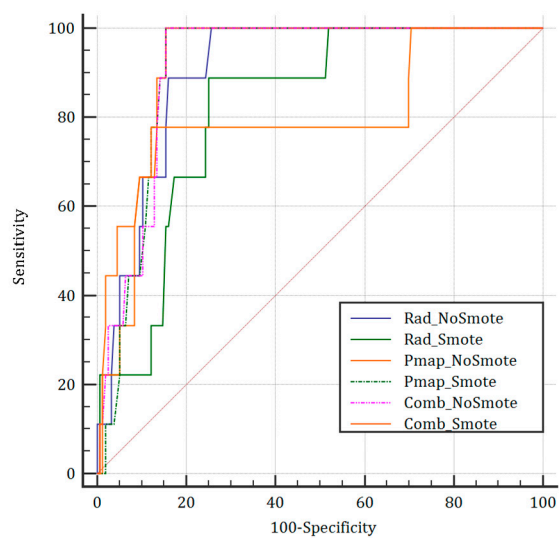 100
80
60
40
20
0
Sensitivity
Rad_NoSmote
Rad_Smote
Pmap_NoSmote
Pmap_Smote
Comb_NoSmote
Comb_Smote
0 20 40 60 80 100
100-Specificity